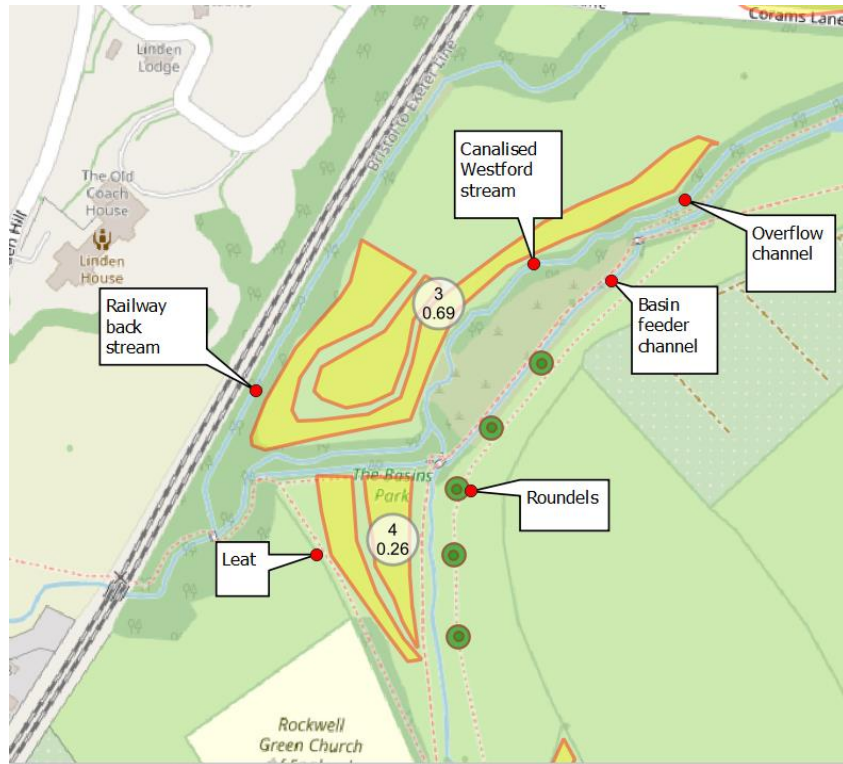 Corams Lane
Linden
Lodge
Bristol to Exeter Line
Canalised
Westford
stream
The Old
Coach
House
Linden
House
Overflow
channel
Railway
back
stream
3
0.69
Basin
feeder
channel
The Basins
Park
Roundels
4
0.26
Leat
Rockwell
Green Church